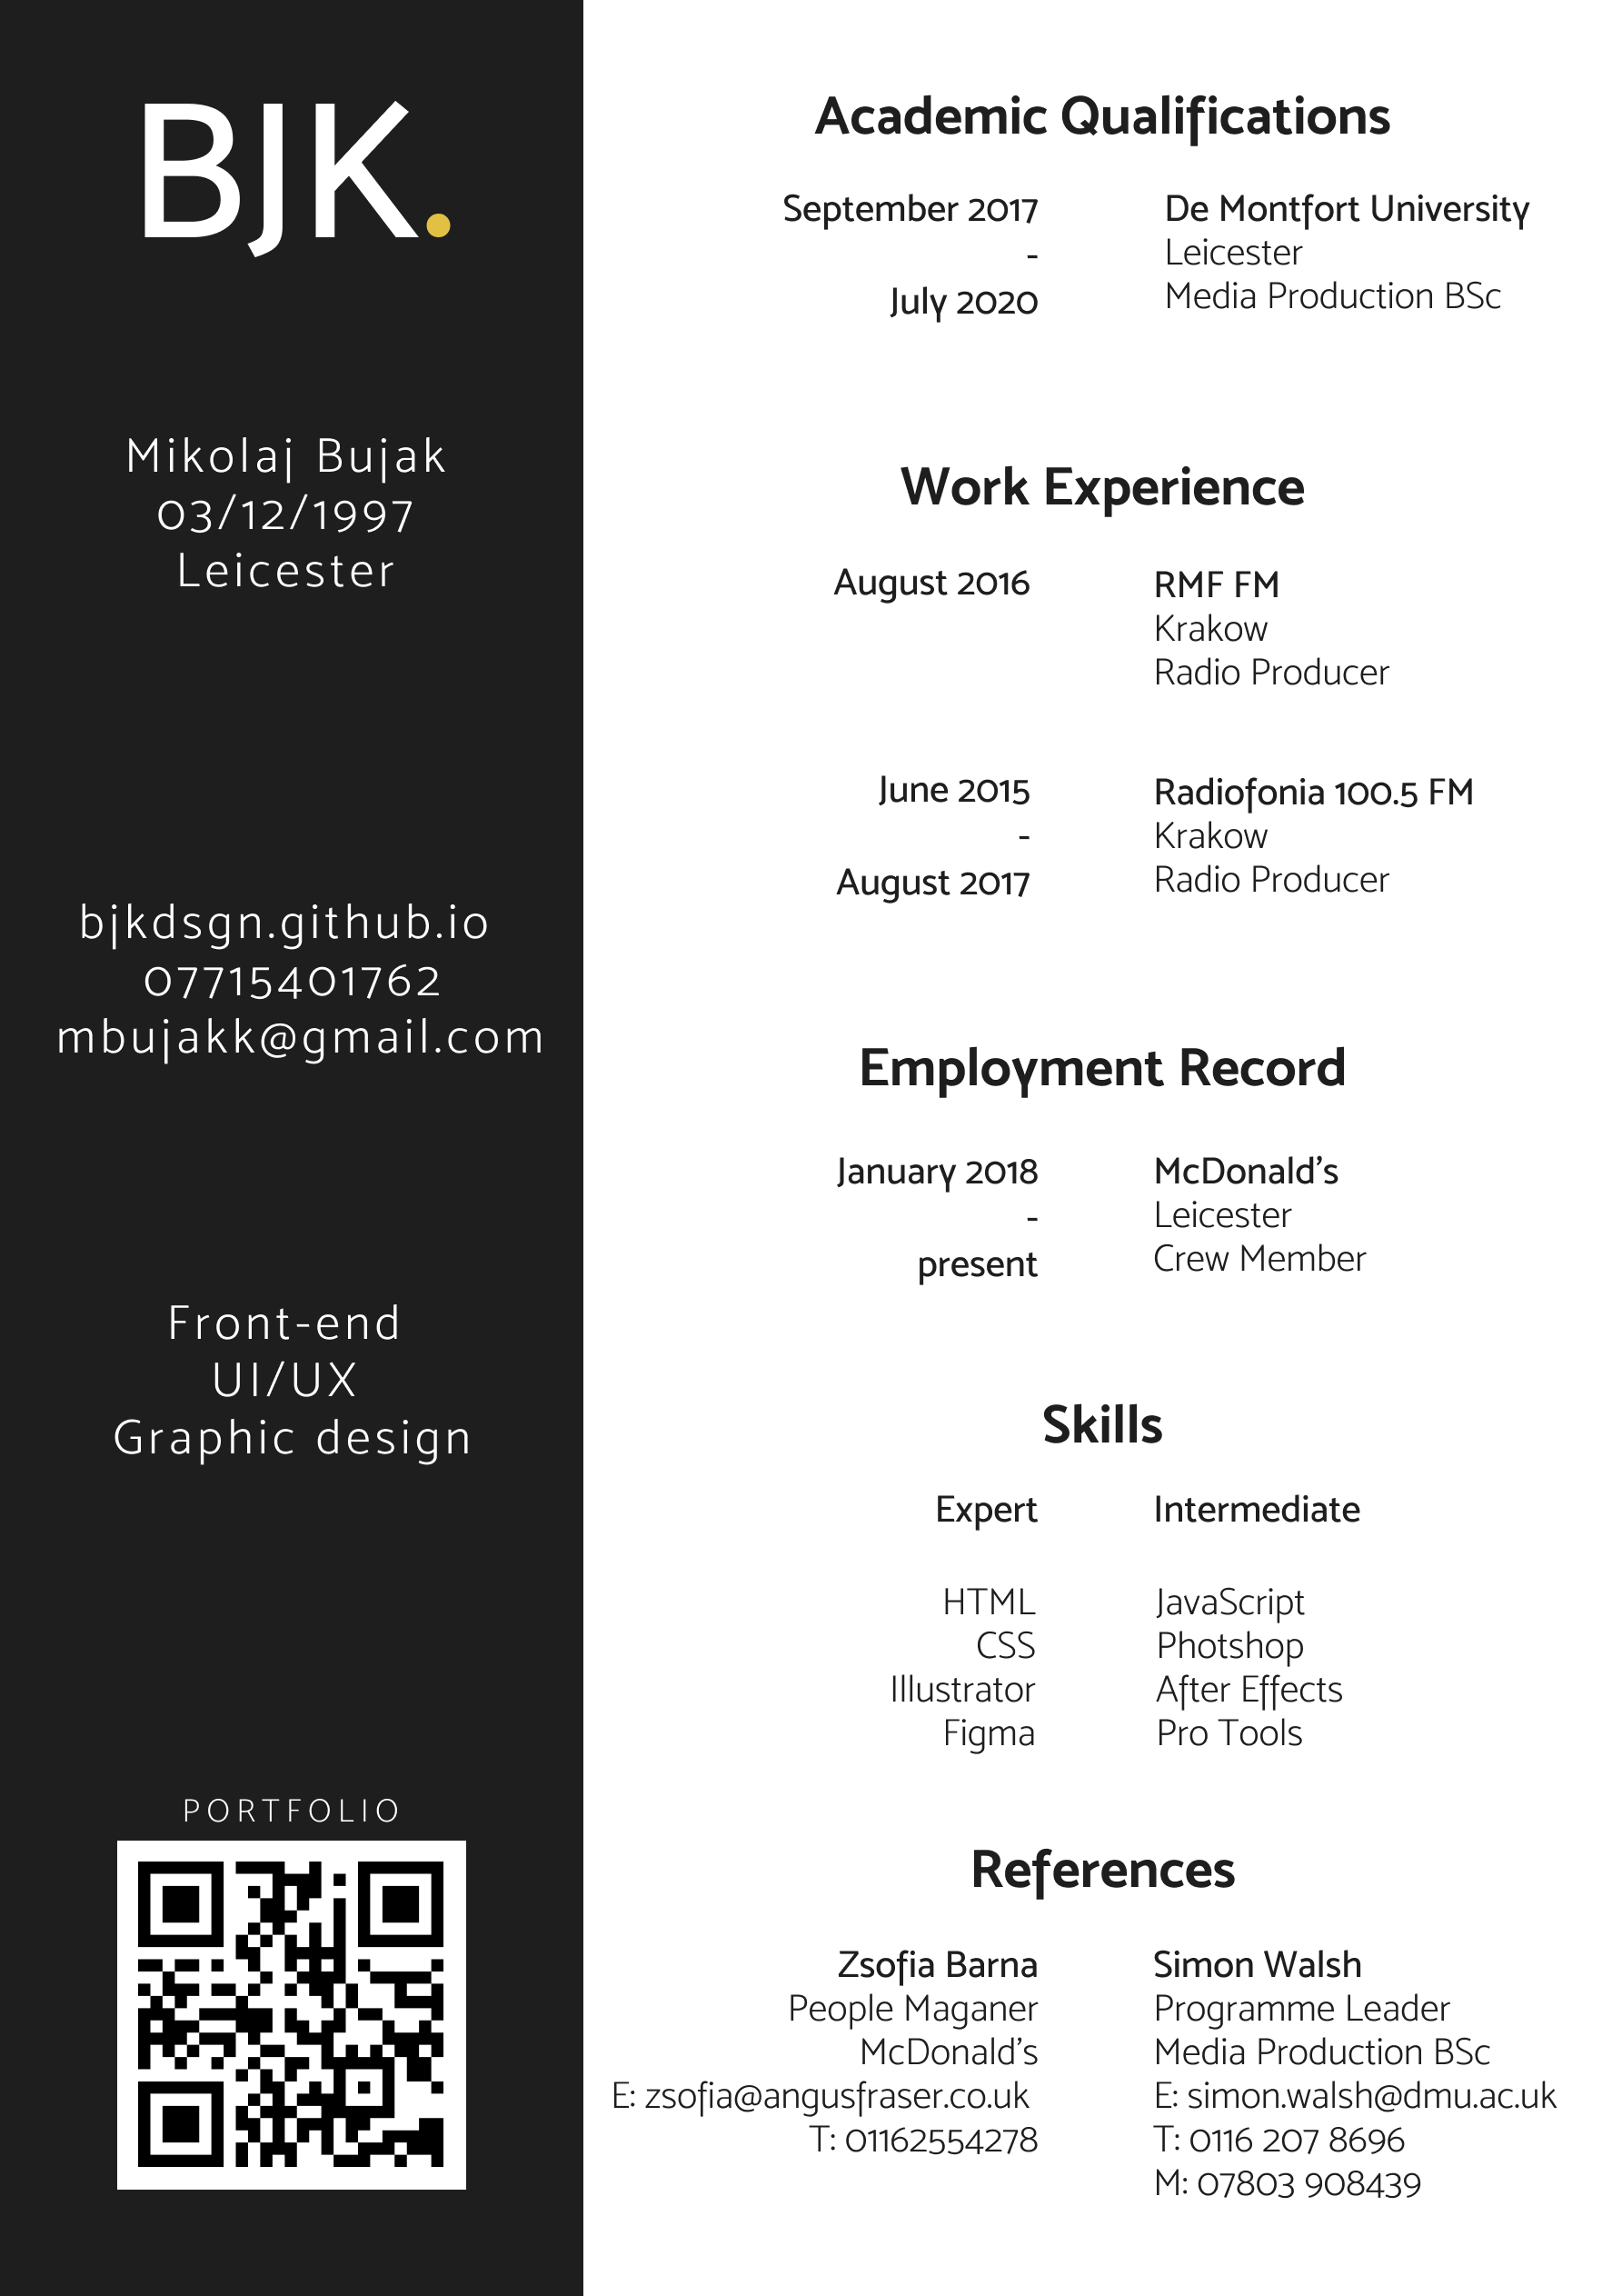 BJK.
Mikolaj Bujak
03/12/1997
Leicester
bjkdsgn.github.io
07715401762
mbujakk@gmail.com
Front-end
UI/UX
Graphic design
PORTFOLIO
Academic Qualifications
September 2017
-
July 2020
De Montfort University
Leicester
Media Production BSc
Work Experience
August 2016
RMF FM
Krakow
Radio Producer
June 2015
-
August 2017
Radiofonia 100.5 FM
Krakow
Radio Producer
Employment Record
January 2018
-
present
McDonald's
Leicester
Crew Member
Skills
Expert
HTML
CSS
Illustrator
Figma
Intermediate
JavaScript
Photshop
After Effects
Pro Tools
References
Zsofia Barna
People Maganer
McDonald's
E: zsofia@angusfraser.co.uk
T: 01162554278
Simon Walsh
Programme Leader
Media Production BSc
E: simon.walsh@dmu.ac.uk
T: 0116 207 8696
M: 07803 908439